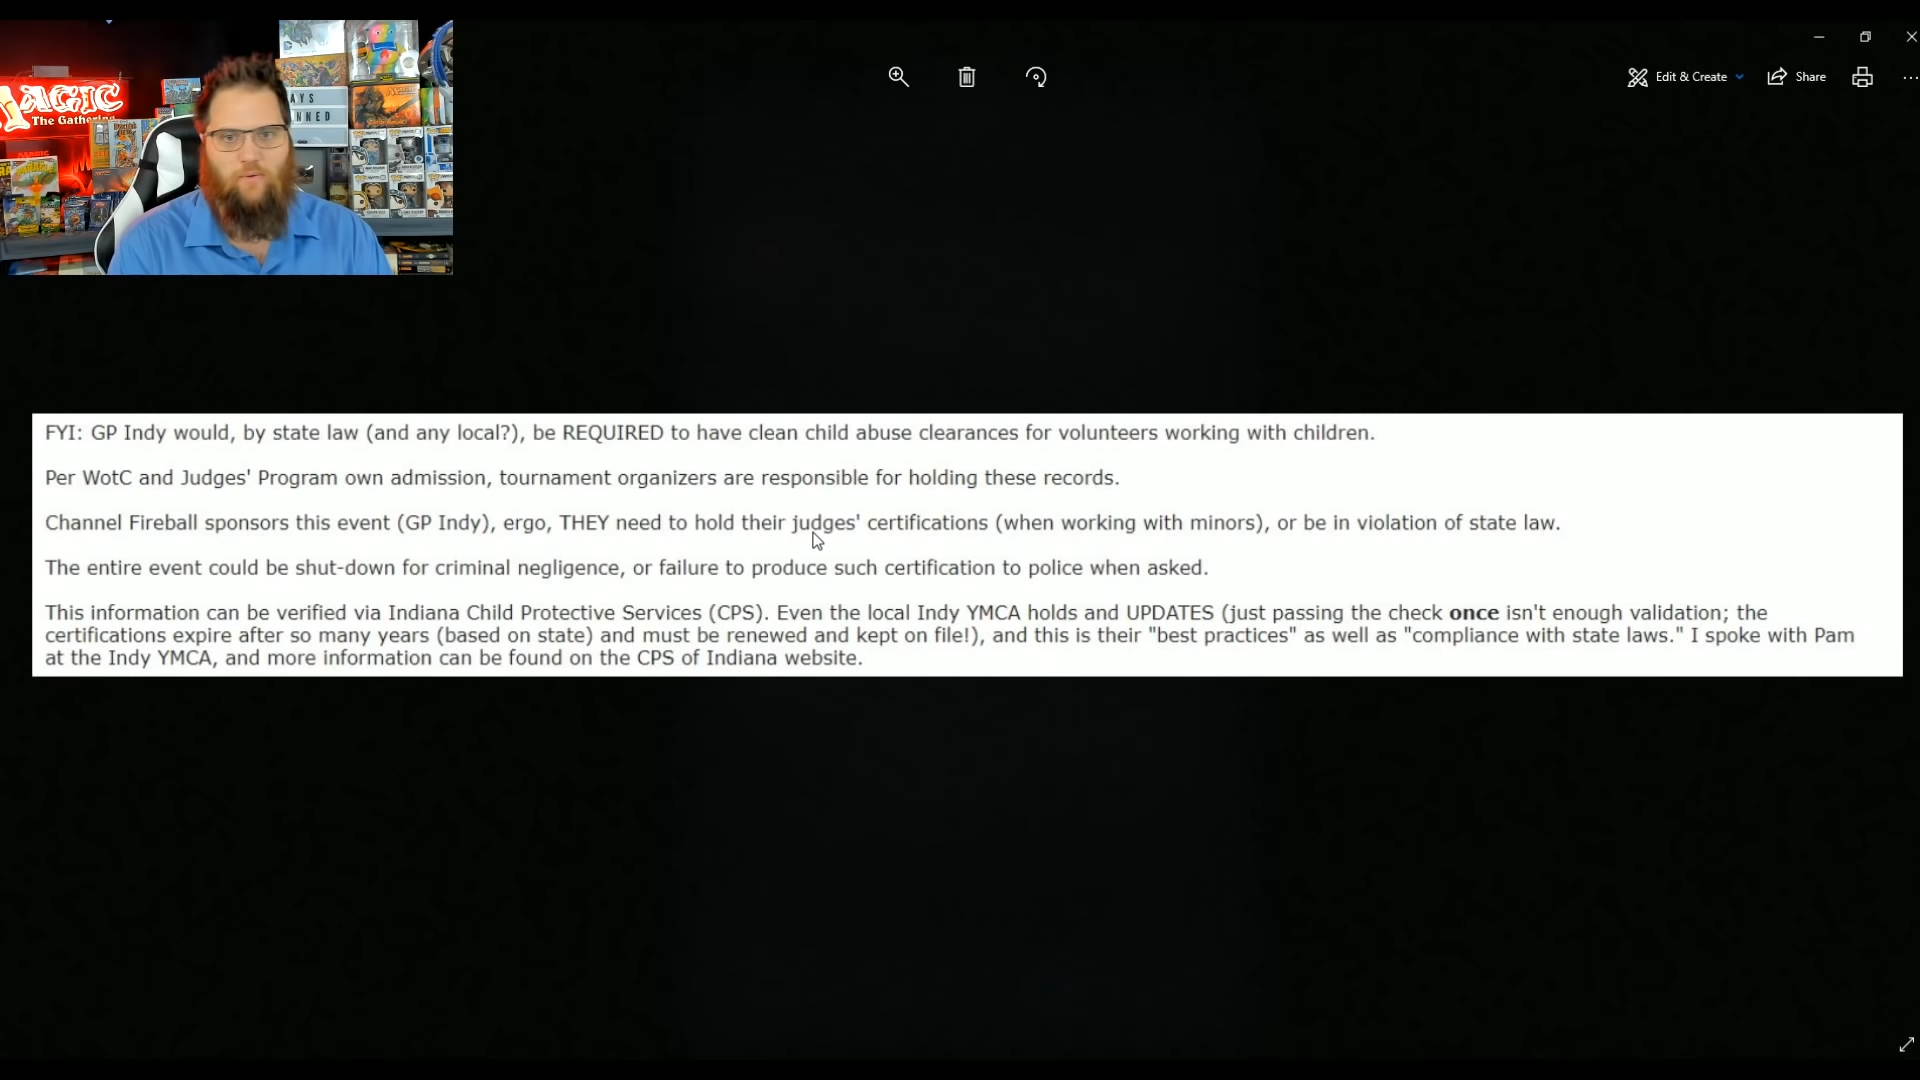 MAGIC
The Gathering
AYS
NNED
Edit & Create
Share
FYI: GP Indy would, by state law (and any local?), be REQUIRED to have clean child abuse clearances for volunteers working with children.
Per WotC and Judges' Program own admission, tournament organizers are responsible for holding these records.
Channel Fireball sponsors this event (GP Indy), ergo, THEY need to hold their judges' certifications (when working with minors), or be in violation of state law.
The entire event could be shut-down for criminal negligence, or failure to produce such certification to police when asked.
This information can be verified via Indiana Child Protective Services (CPS). Even the local Indy YMCA holds and UPDATES (just passing the check once isn't enough validation; the
certifications expire after so many years (based on state) and must be renewed and kept on file!), and this is their "best practices" as well as "compliance with state laws." I spoke with Pam
at the Indy YMCA, and more information can be found on the CPS of Indiana website.